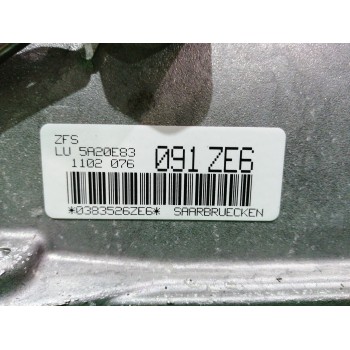 ZFS
LU 5A20E83
1102 076 091 ZE6
*0383526ZE6* SAARBRUECKEN